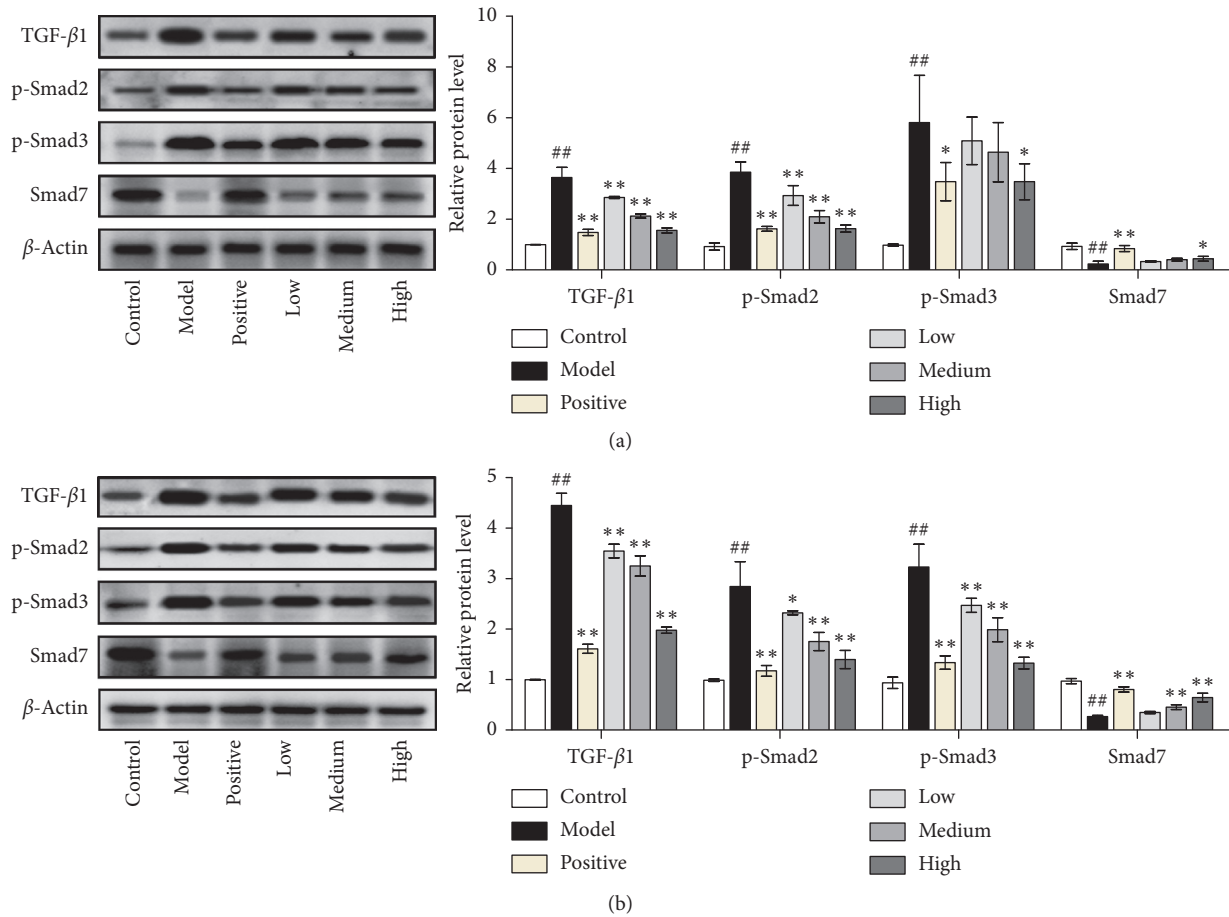 TGF-β1
p-Smad2
p-Smad3
Smad7
β-Actin
Control
Model
Positive
Low
Medium
High
Relative protein level
10
8
6
4
2
0
##
**
**
**
**
##
**
**
**
**
##
*
*
##
**
*
TGF-β1 p-Smad2 p-Smad3 Smad7
Control Low
Model Medium
Positive High
(a)
TGF-β1
p-Smad2
p-Smad3
Smad7
β-Actin
Control
Model
Positive
Low
Medium
High
Relative protein level
5
4
3
2
1
0
##
**
**
**
**
##
**
*
**
**
##
**
**
**
**
##
**
**
**
TGF-β1 p-Smad2 p-Smad3 Smad7
Control Low
Model Medium
Positive High
(b)